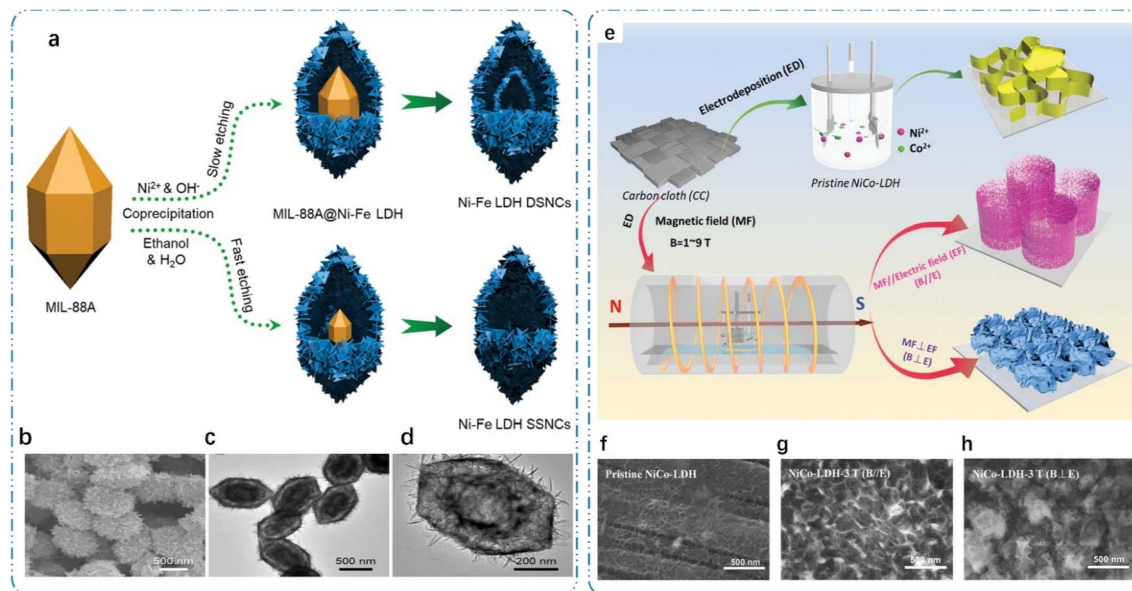 a
Slow etching
Ni²⁺ & OH⁻
Coprecipitation
Ethanol
& H₂O
Fast etching
MIL-88A
MIL-88A@Ni-Fe LDH
Ni-Fe LDH DSNCs
Ni-Fe LDH SSNCs
b
500 nm
c
500 nm
d
200 nm
e
Electrodeposition (ED)
Ni²⁺
Co²⁺
Pristine NiCo-LDH
Carbon cloth (CC)
ED
Magnetic field (MF)
B=1~9 T
N
S
MF//Electric field (EF)
(B//E)
MF⊥EF
(B⊥E)
f
Pristine NiCo-LDH
500 nm
g
NiCo-LDH-3 T (B//E)
500 nm
h
NiCo-LDH-3 T (B⊥E)
500 nm